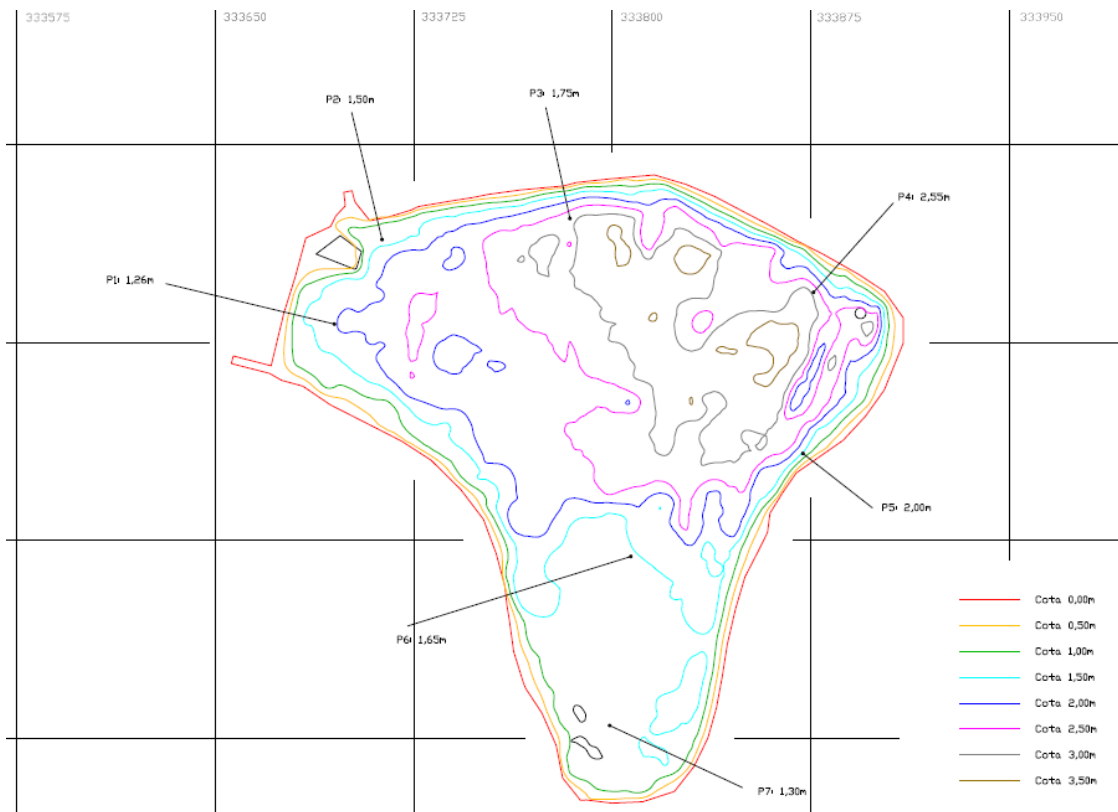 333575
333650
333725
333800
333875
333950
P2: 1,50m
P3: 1,75m
P4: 2,55m
P1: 1,26m
P5: 2,00m
P6: 1,65m
P7: 1,30m
Cota 0,00m
Cota 0,50m
Cota 1,00m
Cota 1,50m
Cota 2,00m
Cota 2,50m
Cota 3,00m
Cota 3,50m